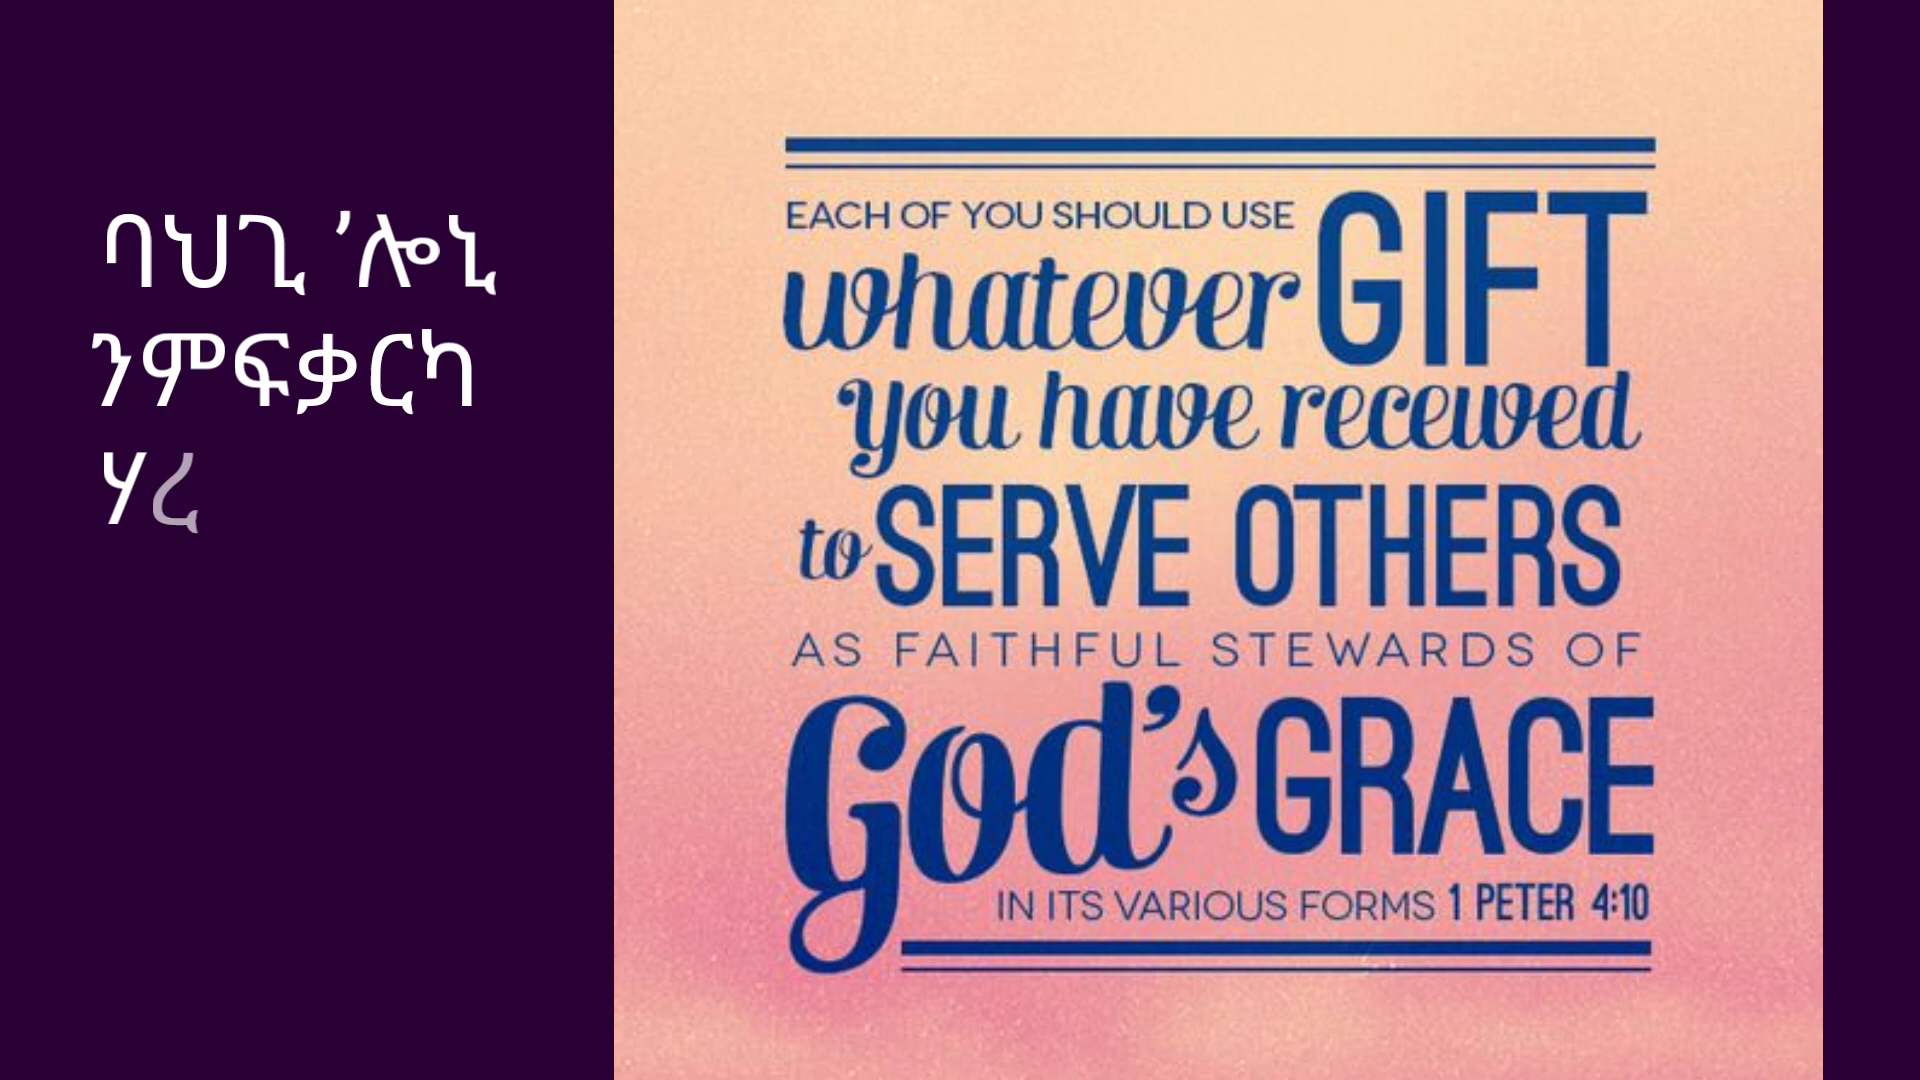 ባህጊ ’ሎኒ
ንምፍቃርካ
ሃረ
EACH OF YOU SHOULD USE
whatever GIFT
you have received
to SERVE OTHERS
AS FAITHFUL STEWARDS OF
God’s GRACE
IN ITS VARIOUS FORMS 1 PETER 4:10